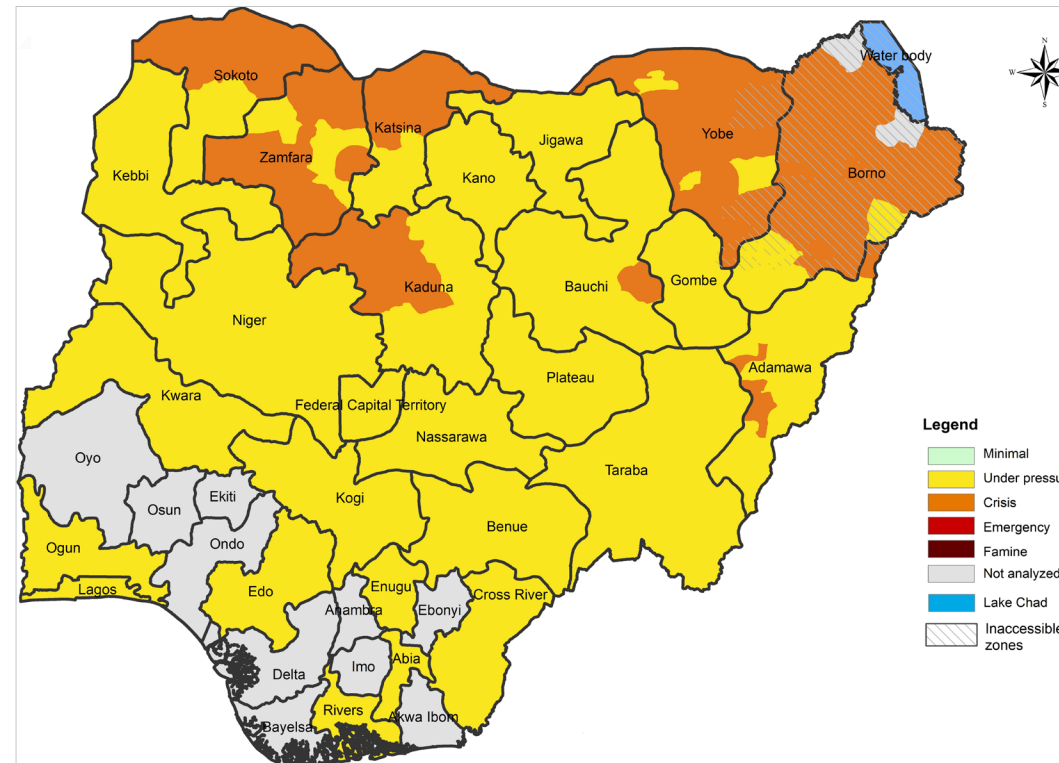 N
W
S
Water body
Sokoto
Katsina
Yobe
Jigawa
Zamfara
Kebbi
Kano
Borno
Kaduna
Bauchi
Gombe
Niger
Adamawa
Plateau
Kwara
Federal Capital Territory
Nassarawa
Oyo
Taraba
Kogi
Ekiti
Osun
Benue
Ondo
Ogun
Lagos
Edo
Enugu
Cross River
Anambra
Ebonyi
Abia
Imo
Delta
Rivers
Akwa Ibom
Bayelsa
Legend
Minimal
Under pressu
Crisis
Emergency
Famine
Not analyzed
Lake Chad
Inaccessible
zones